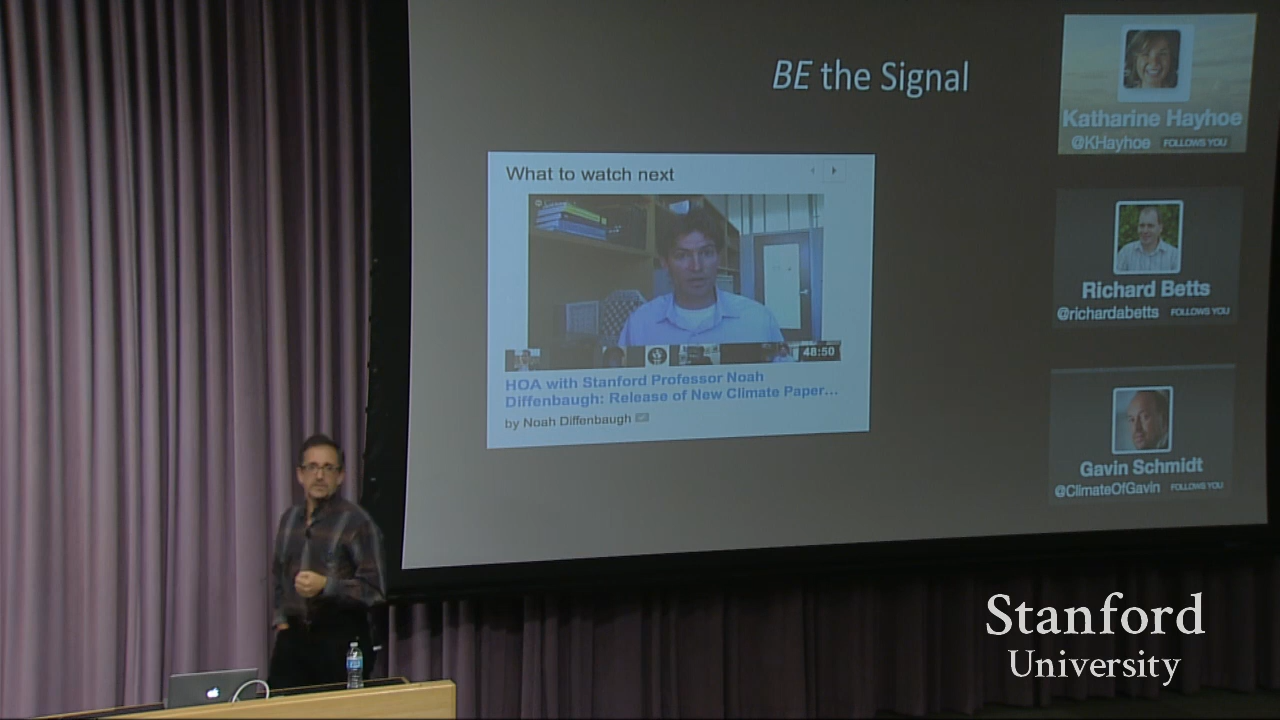 BE the Signal
What to watch next
48:50
HOA with Stanford Professor Noah
Diffenbaugh: Release of New Climate Paper...
by Noah Diffenbaugh
Katharine Hayhoe
@KHayhoe FOLLOWS YOU
Richard Betts
@richardabetts FOLLOWS YOU
Gavin Schmidt
@ClimateOfGavin FOLLOWS YOU
Stanford
University